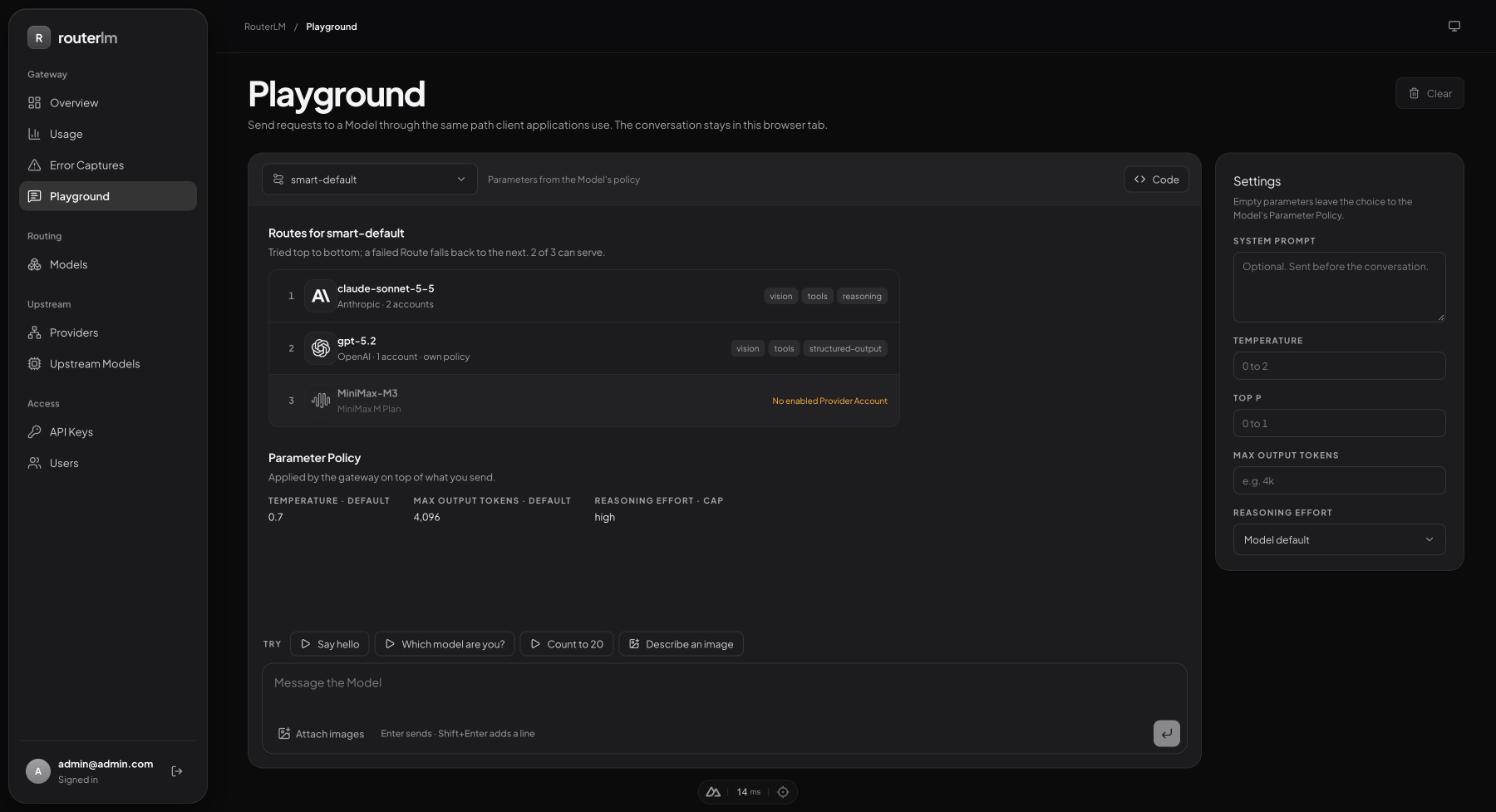 R routerlm
Gateway
Overview
Usage
Error Captures
Playground
Routing
Models
Upstream
Providers
Upstream Models
Access
API Keys
Users
A admin@admin.com
Signed in
RouterLM / Playground
Playground
Send requests to a Model through the same path client applications use. The conversation stays in this browser tab.
Clear
smart-default
Parameters from the Model's policy
Code
Routes for smart-default
Tried top to bottom; a failed Route falls back to the next. 2 of 3 can serve.
1 claude-sonnet-5-5
Anthropic · 2 accounts
vision tools reasoning
2 gpt-5.2
OpenAI · 1 account · own policy
vision tools structured-output
3 MiniMax-M3
MiniMax M Plan
No enabled Provider Account
Parameter Policy
Applied by the gateway on top of what you send.
TEMPERATURE · DEFAULT MAX OUTPUT TOKENS · DEFAULT REASONING EFFORT · CAP
0.7 4,096 high
TRY Say hello Which model are you? Count to 20 Describe an image
Message the Model
Attach images Enter sends · Shift+Enter adds a line
Settings
Empty parameters leave the choice to the
Model's Parameter Policy.
SYSTEM PROMPT
Optional. Sent before the conversation.
TEMPERATURE
0 to 2
TOP P
0 to 1
MAX OUTPUT TOKENS
e.g. 4k
REASONING EFFORT
Model default
14 ms